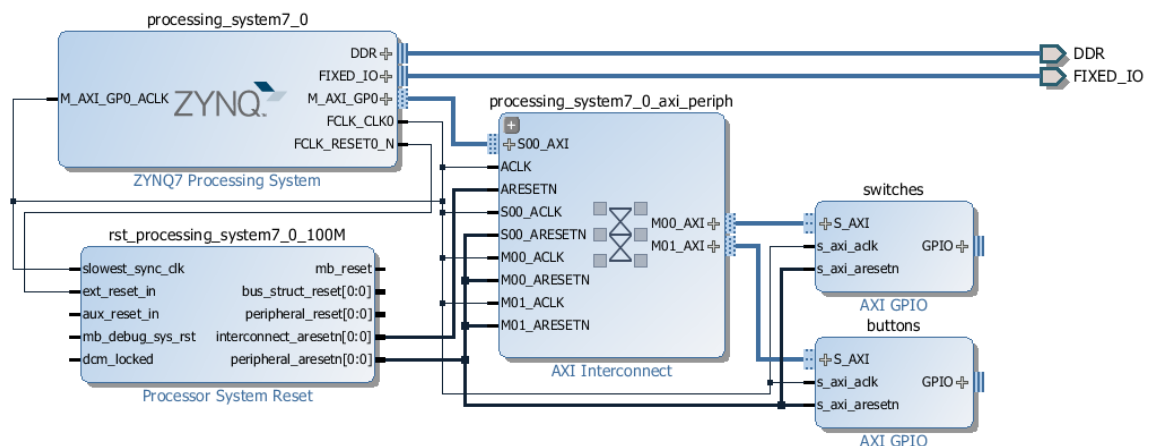 processing_system7_0
DDR
FIXED_IO
M_AXI_GP0_ACLK
ZYNQ
M_AXI_GP0
FCLK_CLK0
FCLK_RESET0_N
ZYNQ7 Processing System
DDR
FIXED_IO
processing_system7_0_axi_periph
S00_AXI
ACLK
ARESETN
S00_ACLK
S00_ARESETN
M00_AXI
M01_AXI
M00_ACLK
M00_ARESETN
M01_ACLK
M01_ARESETN
AXI Interconnect
rst_processing_system7_0_100M
slowest_sync_clk
mb_reset
ext_reset_in
bus_struct_reset[0:0]
aux_reset_in
peripheral_reset[0:0]
mb_debug_sys_rst
interconnect_aresetn[0:0]
dcm_locked
peripheral_aresetn[0:0]
Processor System Reset
switches
S_AXI
s_axi_aclk
GPIO
s_axi_aresetn
AXI GPIO
buttons
S_AXI
s_axi_aclk
GPIO
s_axi_aresetn
AXI GPIO